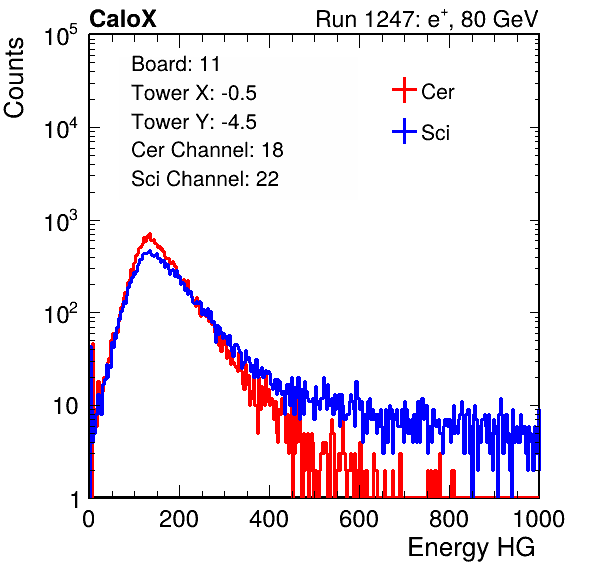 CaloX Run 1247: e⁺, 80 GeV
Counts
Board: 11
Tower X: -0.5
Tower Y: -4.5
Cer Channel: 18
Sci Channel: 22
Cer
Sci
10⁵
10⁴
10³
10²
10
1
0 200 400 600 800 1000
Energy HG